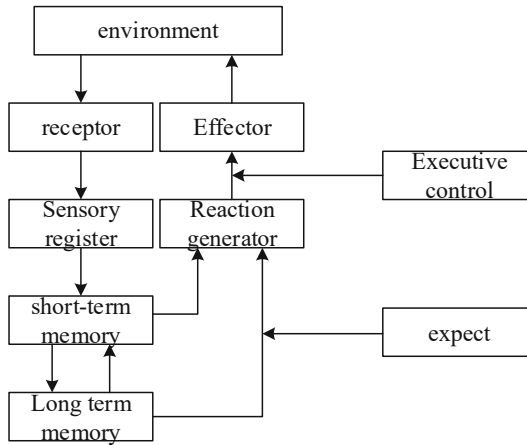 environment
receptor
Effector
Executive
control
Sensory
register
Reaction
generator
short-term
memory
expect
Long term
memory